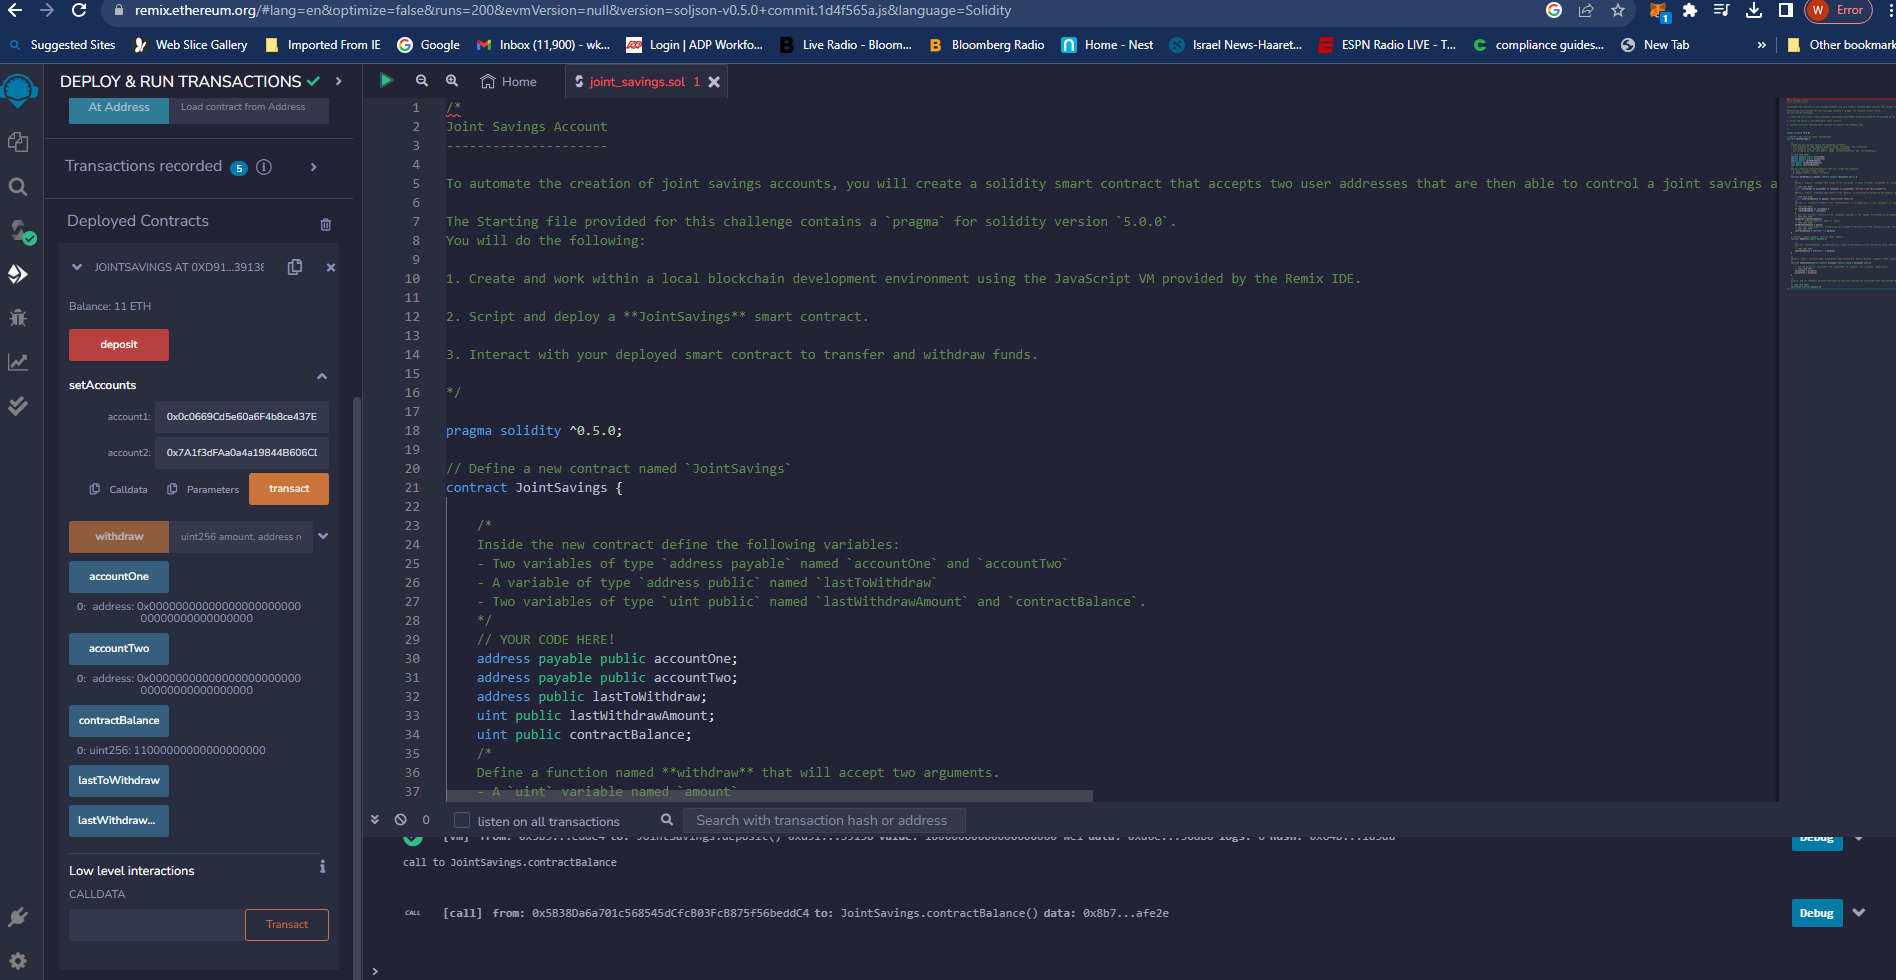 remix.ethereum.org/#lang=en&optimize=false&runs=200&evmVersion=null&version=soljson-v0.5.0+commit.1d4f565a.js&language=Solidity
1
W Error
Suggested Sites
Web Slice Gallery
Imported From IE
Google
Inbox (11,900) - wk...
Login | ADP Workfo...
Live Radio - Bloom...
Bloomberg Radio
Home - Nest
Israel News-Haaret...
ESPN Radio LIVE - T...
compliance guides...
New Tab
»
Other bookmark
DEPLOY & RUN TRANSACTIONS
At Address
Load contract from Address
Transactions recorded 5
Deployed Contracts
JOINTSAVINGS AT 0XD91...39138
Balance: 11 ETH
deposit
setAccounts
account1: 0x0c0669Cd5e60a6F4b8ce437E
account2: 0x7A1f3dFAa0a4a19844B606CD
Calldata
Parameters
transact
withdraw
uint256 amount, address r
accountOne
0: address: 0x00000000000000000000000
00000000000000000
accountTwo
0: address: 0x00000000000000000000000
00000000000000000
contractBalance
0: uint256: 11000000000000000000
lastToWithdraw
lastWithdraw...
Low level interactions
CALLDATA
Transact
Home
joint_savings.sol 1
1 /*
2 Joint Savings Account
3 ---------------------
4
5 To automate the creation of joint savings accounts, you will create a solidity smart contract that accepts two user addresses that are then able to control a joint savings a
6
7 The Starting file provided for this challenge contains a `pragma` for solidity version `5.0.0`.
8 You will do the following:
9
10 1. Create and work within a local blockchain development environment using the JavaScript VM provided by the Remix IDE.
11
12 2. Script and deploy a **JointSavings** smart contract.
13
14 3. Interact with your deployed smart contract to transfer and withdraw funds.
15
16 */
17
18 pragma solidity ^0.5.0;
19
20 // Define a new contract named `JointSavings`
21 contract JointSavings {
22
23 /*
24 Inside the new contract define the following variables:
25 - Two variables of type `address payable` named `accountOne` and `accountTwo`
26 - A variable of type `address public` named `lastToWithdraw`
27 - Two variables of type `uint public` named `lastWithdrawAmount` and `contractBalance`.
28 */
29 // YOUR CODE HERE!
30 address payable public accountOne;
31 address payable public accountTwo;
32 address public lastToWithdraw;
33 uint public lastWithdrawAmount;
34 uint public contractBalance;
35 /*
36 Define a function named **withdraw** that will accept two arguments.
37 - A `uint` variable named `amount`
0
listen on all transactions
Search with transaction hash or address
Debug
call to JointSavings.contractBalance
CALL [call] from: 0x5B38Da6a701c568545dCfcB03FcB875f56beddC4 to: JointSavings.contractBalance() data: 0x8b7...afe2e
Debug
>